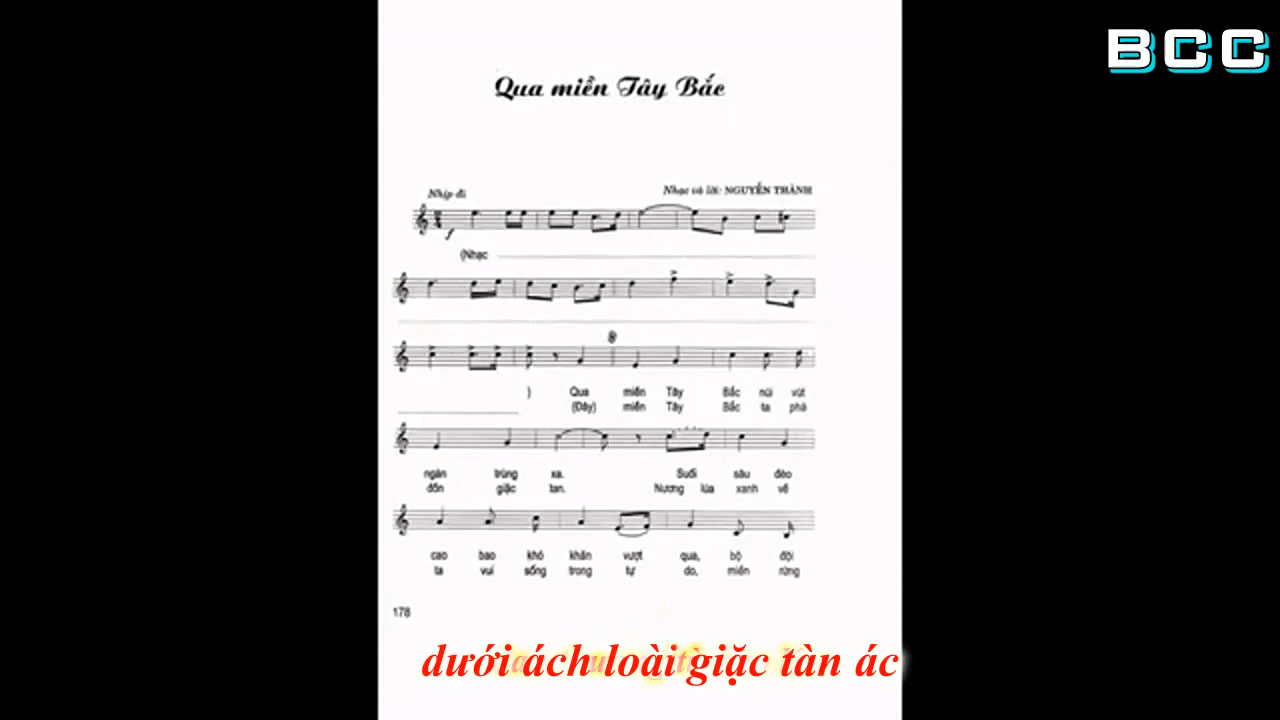 BCC
Qua miền Tây Bắc
Nhịp đi
Nhạc và lời: NGUYỄN THÀNH
f
(Nhạc
) Qua miền Tây Bắc núi vút
(Đây) miền Tây Bắc ta phá
ngàn trùng xa. Suối sâu đèo
đồn giặc tan. Nương lúa xanh về
cao bao khó khăn vượt qua, bộ đội
ta vui sống trong tự do, miền rừng
178
dưới ách loài giặc tàn ác